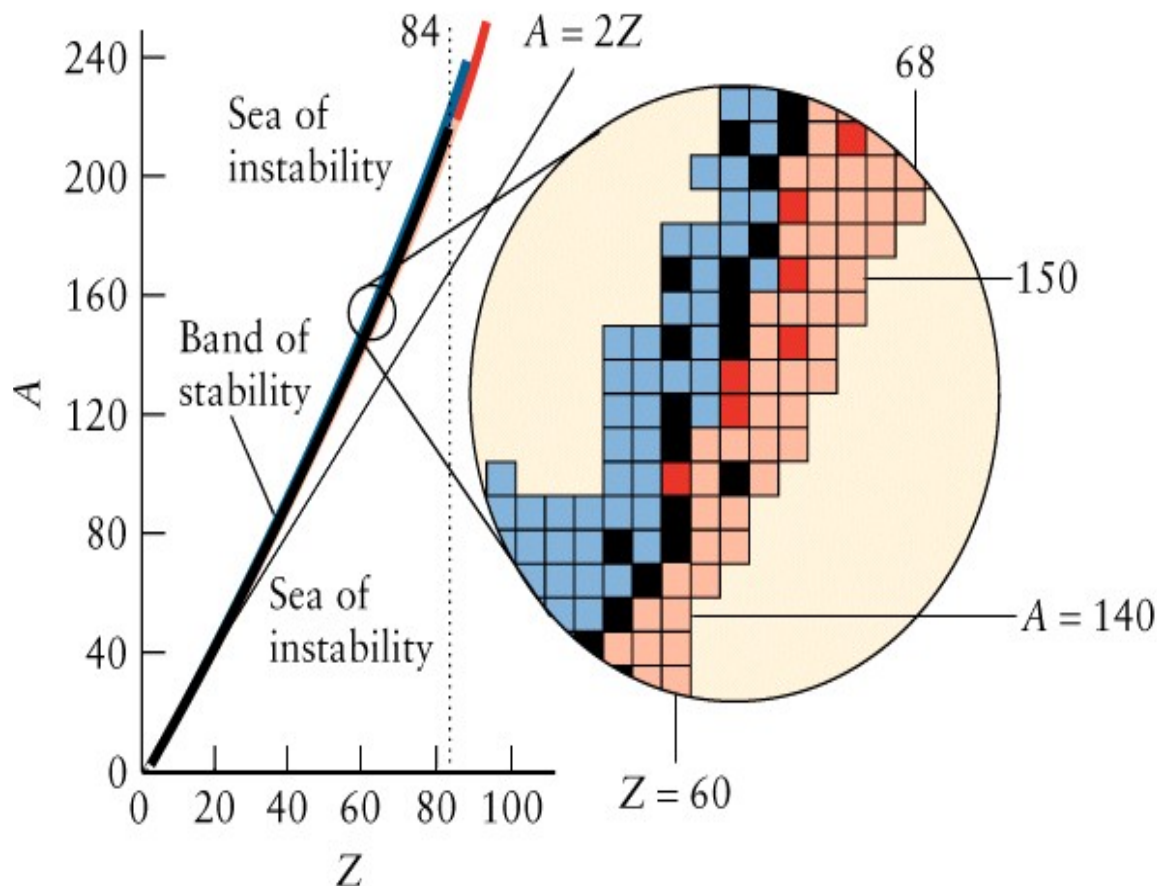 84
A = 2Z
68
240
Sea of
instability
200
150
160
Band of
stability
A
120
80
Sea of
instability
A = 140
40
0
0 20 40 60 80 100
Z = 60
Z